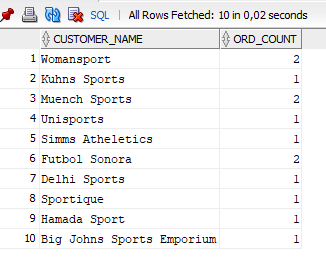 SQL | All Rows Fetched: 10 in 0,02 seconds
CUSTOMER_NAME ORD_COUNT
1 Womansport 2
2 Kuhns Sports 1
3 Muench Sports 2
4 Unisports 1
5 Simms Atheletics 1
6 Futbol Sonora 2
7 Delhi Sports 1
8 Sportique 1
9 Hamada Sport 1
10 Big Johns Sports Emporium 1